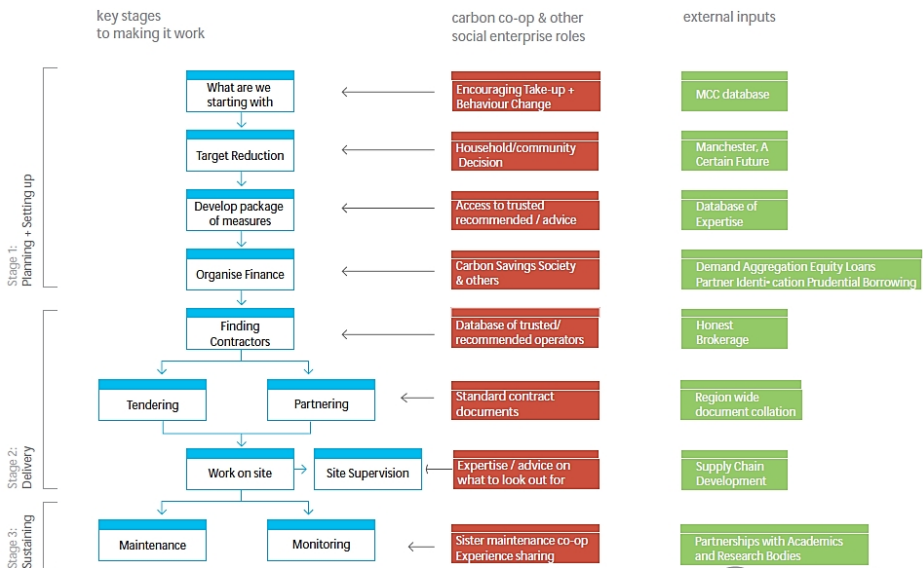 key stages
to making it work
carbon co-op & other
social enterprise roles
external inputs
Stage 1:
Planning + Setting up
What are we
starting with
Encouraging Take-up +
Behaviour Change
MCC database
Target Reduction
Household/community
Decision
Manchester, A
Certain Future
Develop package
of measures
Access to trusted
recommended / advice
Database of
Expertise
Organise Finance
Carbon Savings Society
& others
Demand Aggregation Equity Loans
Partner Identi•cation Prudential Borrowing
Stage 2:
Delivery
Finding
Contractors
Database of trusted/
recommended operators
Honest
Brokerage
Tendering
Partnering
Standard contract
documents
Region wide
document collation
Work on site
Site Supervision
Expertise / advice on
what to look out for
Supply Chain
Development
Stage 3:
Sustaining
Maintenance
Monitoring
Sister maintenance co-op
Experience sharing
Partnerships with Academics
and Research Bodies